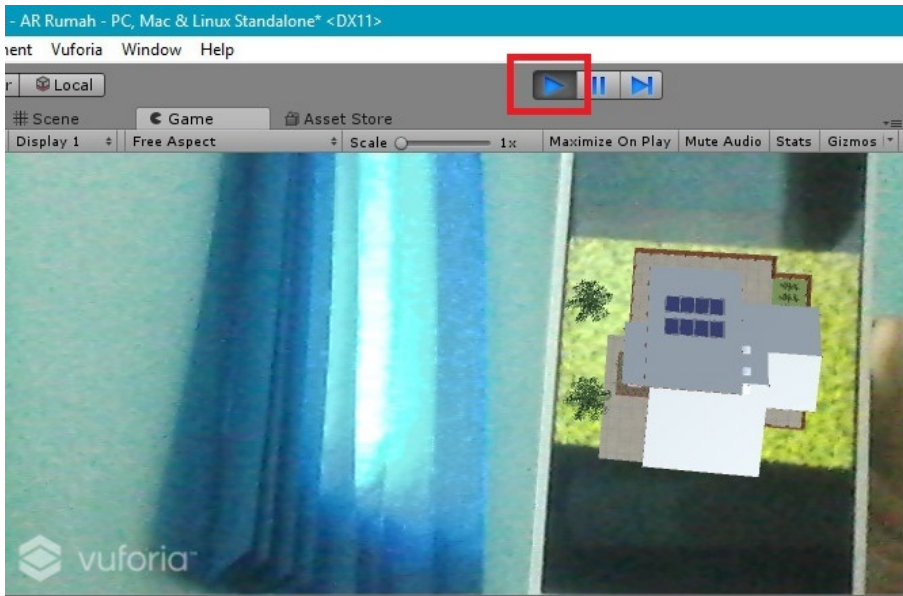 - AR Rumah - PC, Mac & Linux Standalone* <DX11>
nent Vuforia Window Help
r Local
Scene Game Asset Store
Display 1 Free Aspect Scale 1x Maximize On Play Mute Audio Stats Gizmos
vuforia™